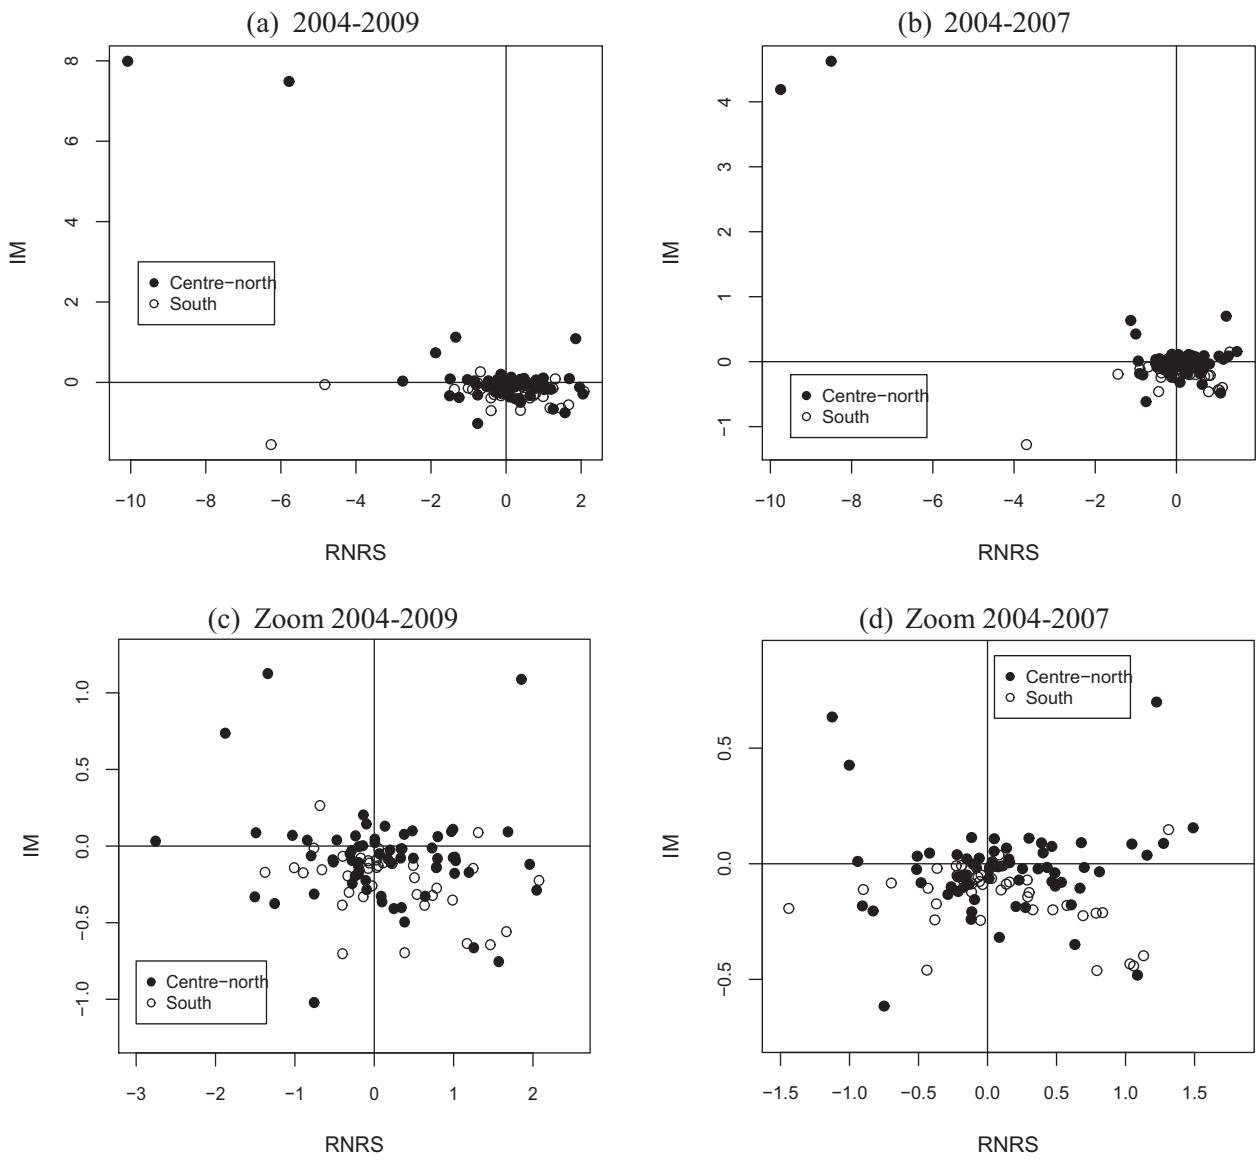 (a) 2004-2009
8
6
4
2
0
IM
Centre−north
South
−10 −8 −6 −4 −2 0 2
RNRS
(b) 2004-2007
4
3
2
1
0
−1
IM
Centre−north
South
−10 −8 −6 −4 −2 0
RNRS
(c) Zoom 2004-2009
1.0
0.5
0.0
−0.5
−1.0
IM
Centre−north
South
−3 −2 −1 0 1 2
RNRS
(d) Zoom 2004-2007
Centre−north
South
0.5
0.0
−0.5
IM
−1.5 −1.0 −0.5 0.0 0.5 1.0 1.5
RNRS